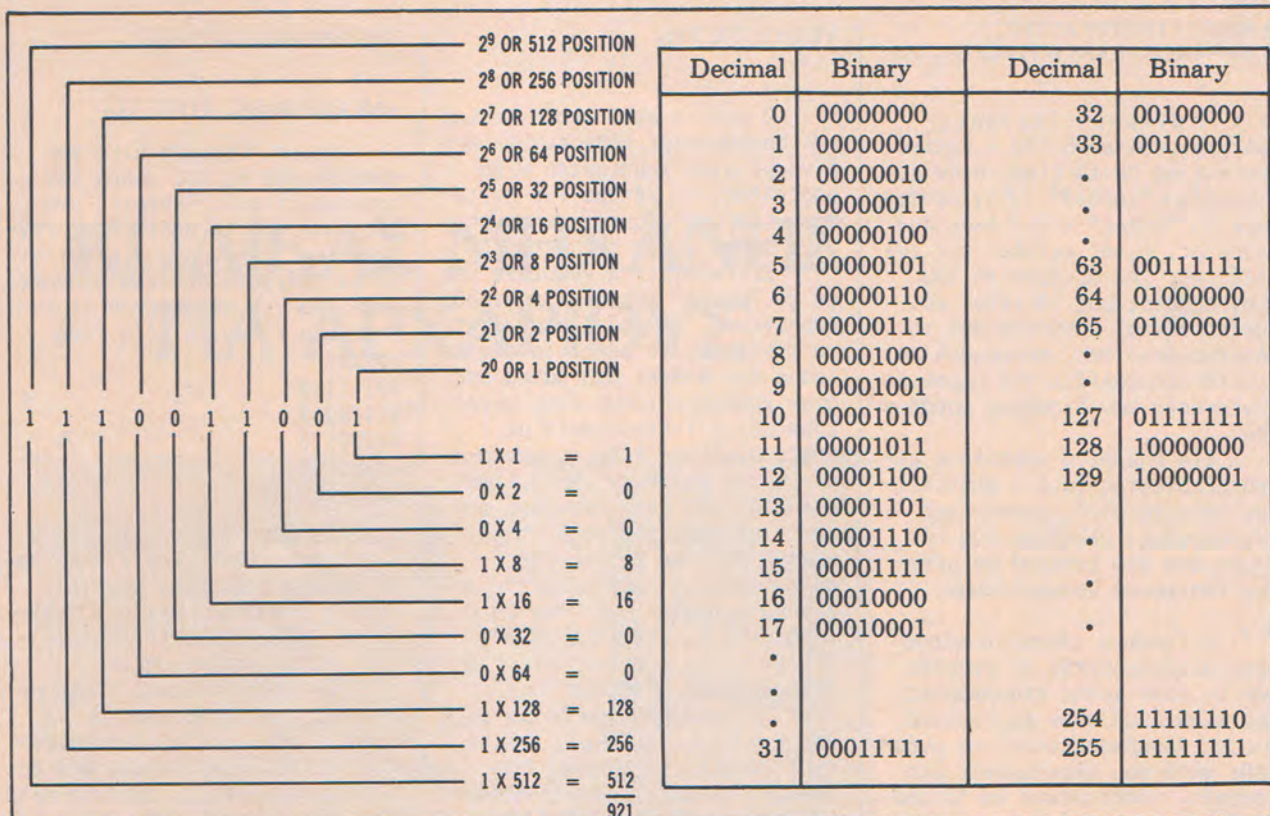 2⁹ OR 512 POSITION
2⁸ OR 256 POSITION
2⁷ OR 128 POSITION
2⁶ OR 64 POSITION
2⁵ OR 32 POSITION
2⁴ OR 16 POSITION
2³ OR 8 POSITION
2² OR 4 POSITION
2¹ OR 2 POSITION
2⁰ OR 1 POSITION
1 1 1 0 0 1 1 0 0 1
1 X 1 = 1
0 X 2 = 0
0 X 4 = 0
1 X 8 = 8
1 X 16 = 16
0 X 32 = 0
0 X 64 = 0
1 X 128 = 128
1 X 256 = 256
1 X 512 = 512
921
Decimal Binary Decimal Binary
0 00000000 32 00100000
1 00000001 33 00100001
2 00000010 •
3 00000011 •
4 00000100 •
5 00000101 63 00111111
6 00000110 64 01000000
7 00000111 65 01000001
8 00001000 •
9 00001001 •
10 00001010 127 01111111
11 00001011 128 10000000
12 00001100 129 10000001
13 00001101
14 00001110 •
15 00001111 •
16 00010000
17 00010001 •
•
•
• 254 11111110
31 00011111 255 11111111